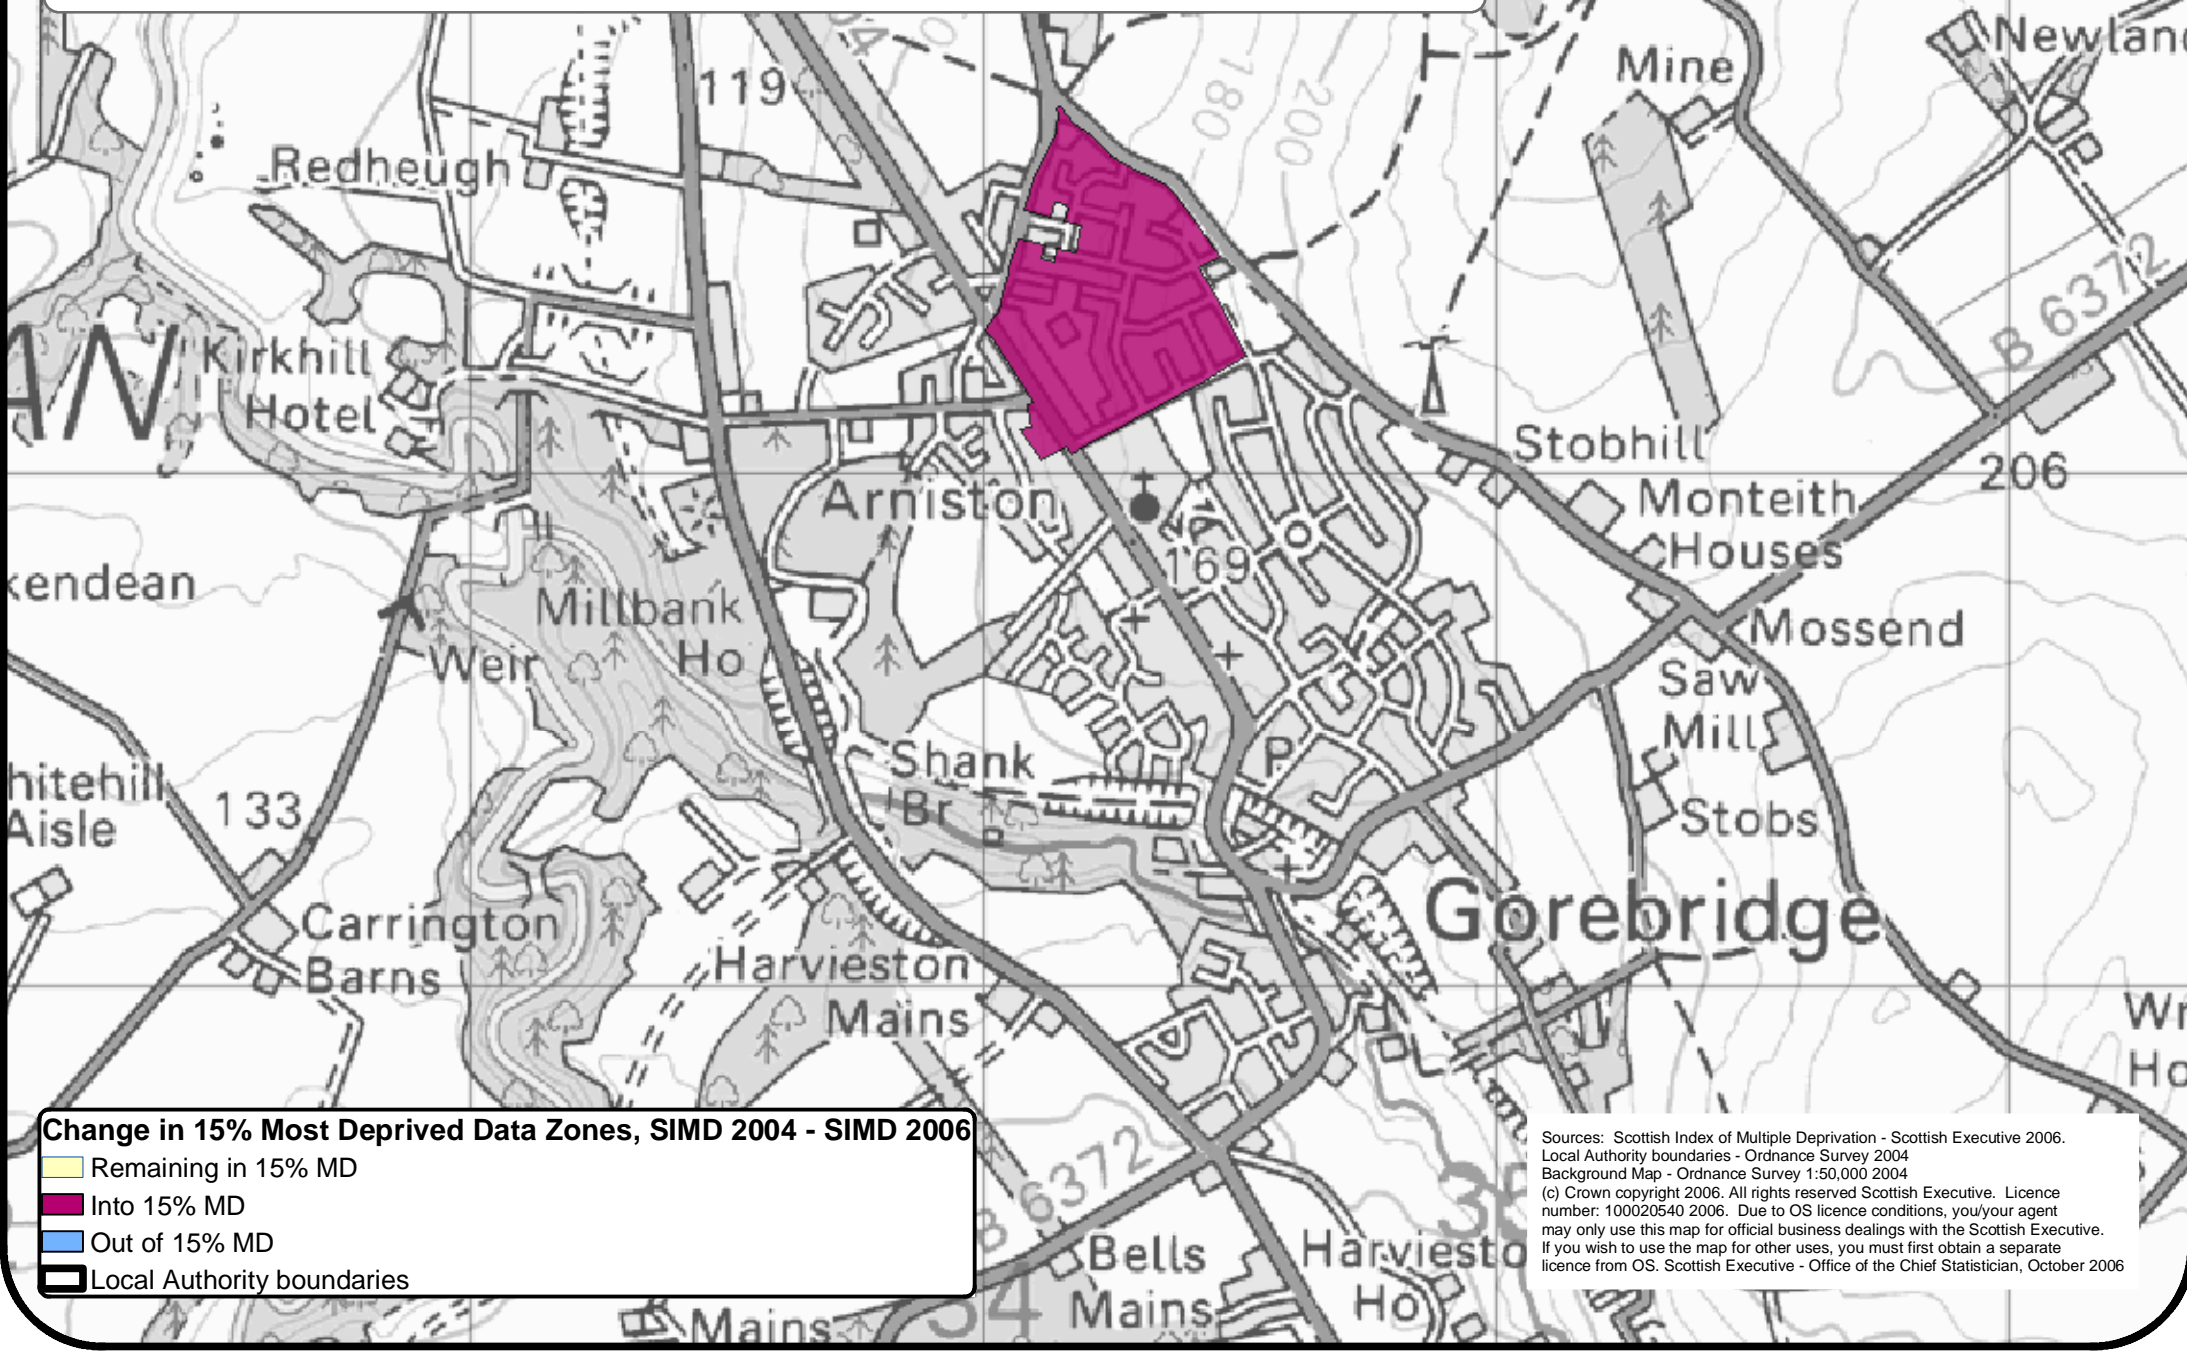 119
180
200
Mine
Redheugh
B 6372
Kirkhill
Hotel
Stobhill
206
Arniston
Monteith
Houses
169
Millbank
Ho
Mossend
Weir
Saw
Mill
Shank
Br
P
133
Aisle
Stobs
Carrington
Barns
Gorebridge
Harvieston
Mains
B 6372
Bells
Mains
Ho
Mains
Change in 15% Most Deprived Data Zones, SIMD 2004 - SIMD 2006
Remaining in 15% MD
Into 15% MD
Out of 15% MD
Local Authority boundaries
Sources: Scottish Index of Multiple Deprivation - Scottish Executive 2006.
Local Authority boundaries - Ordnance Survey 2004
Background Map - Ordnance Survey 1:50,000 2004
(c) Crown copyright 2006. All rights reserved Scottish Executive. Licence
number: 100020540 2006. Due to OS licence conditions, you/your agent
may only use this map for official business dealings with the Scottish Executive.
If you wish to use the map for other uses, you must first obtain a separate
licence from OS. Scottish Executive - Office of the Chief Statistician, October 2006